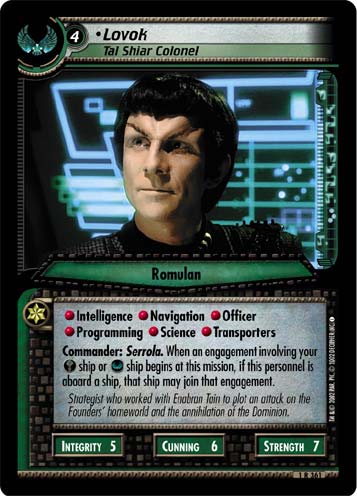 4 •Lovok
Tal Shiar Colonel
Romulan
Intelligence Navigation Officer
Programming Science Transporters
Commander: Serrola. When an engagement involving your
ship or ship begins at this mission, if this personnel is
aboard a ship, that ship may join that engagement.
Strategist who worked with Enabran Tain to plot an attack on the
Founders' homeworld and the annihilation of the Dominion.
INTEGRITY 5 CUNNING 6 STRENGTH 7